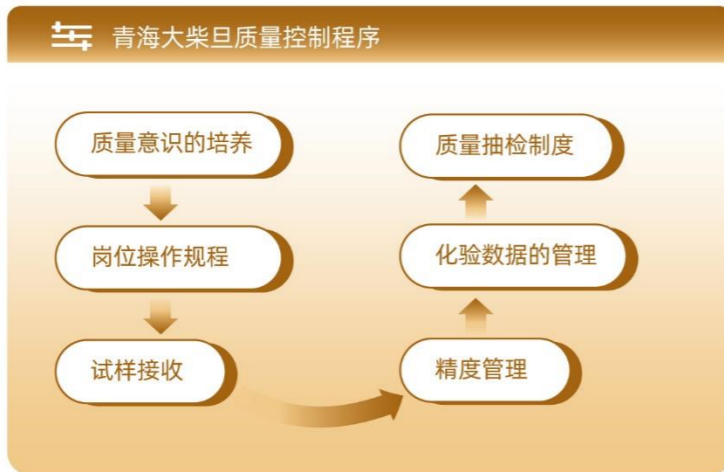 青海大柴旦质量控制程序
质量意识的培养
岗位操作规程
试样接收
精度管理
化验数据的管理
质量抽检制度